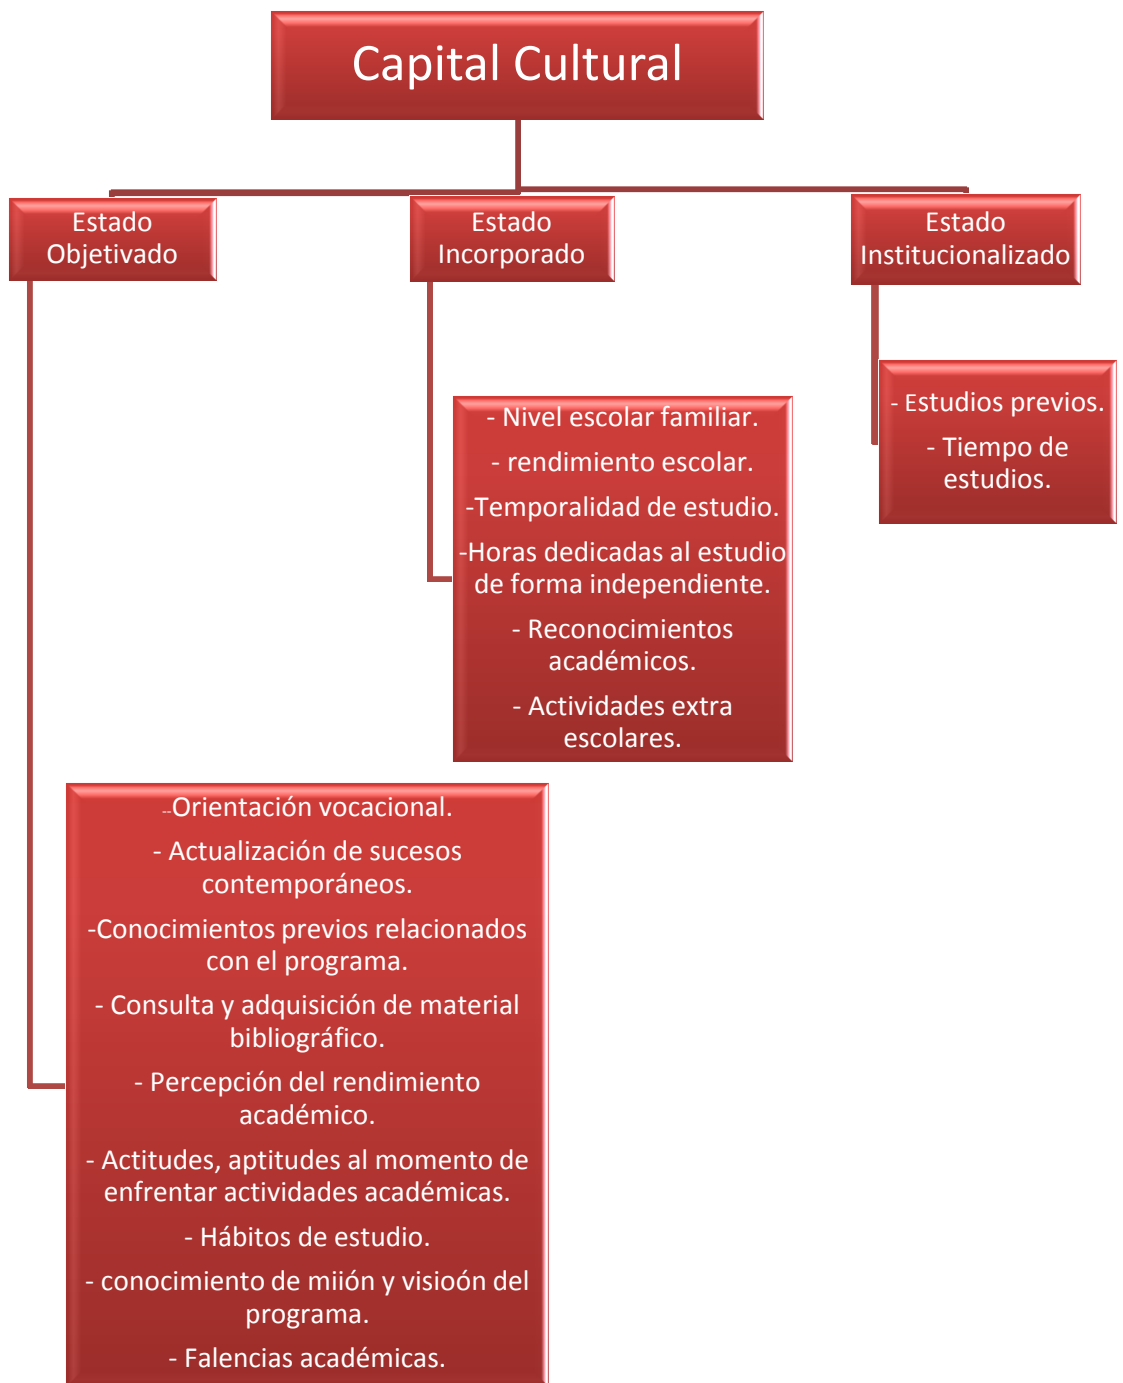 Capital Cultural
Estado
Objetivado
Estado
Incorporado
Estado
Institucionalizado
- Estudios previos.
- Tiempo de
estudios.
- Nivel escolar familiar.
- rendimiento escolar.
-Temporalidad de estudio.
-Horas dedicadas al estudio
de forma independiente.
- Reconocimientos
académicos.
- Actividades extra
escolares.
--Orientación vocacional.
- Actualización de sucesos
contemporáneos.
-Conocimientos previos relacionados
con el programa.
- Consulta y adquisición de material
bibliográfico.
- Percepción del rendimiento
académico.
- Actitudes, aptitudes al momento de
enfrentar actividades académicas.
- Hábitos de estudio.
- conocimiento de miión y visioón del
programa.
- Falencias académicas.